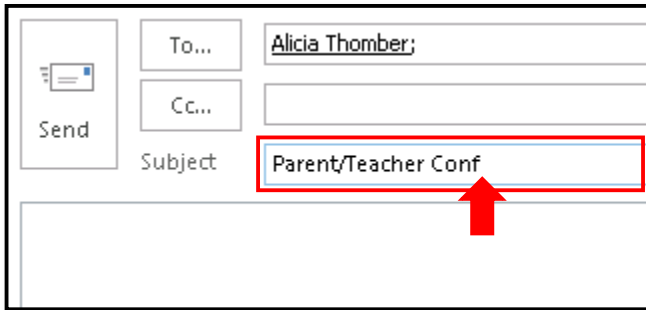 To...
Alicia Thomber;
Cc...
Send
Subject
Parent/Teacher Conf